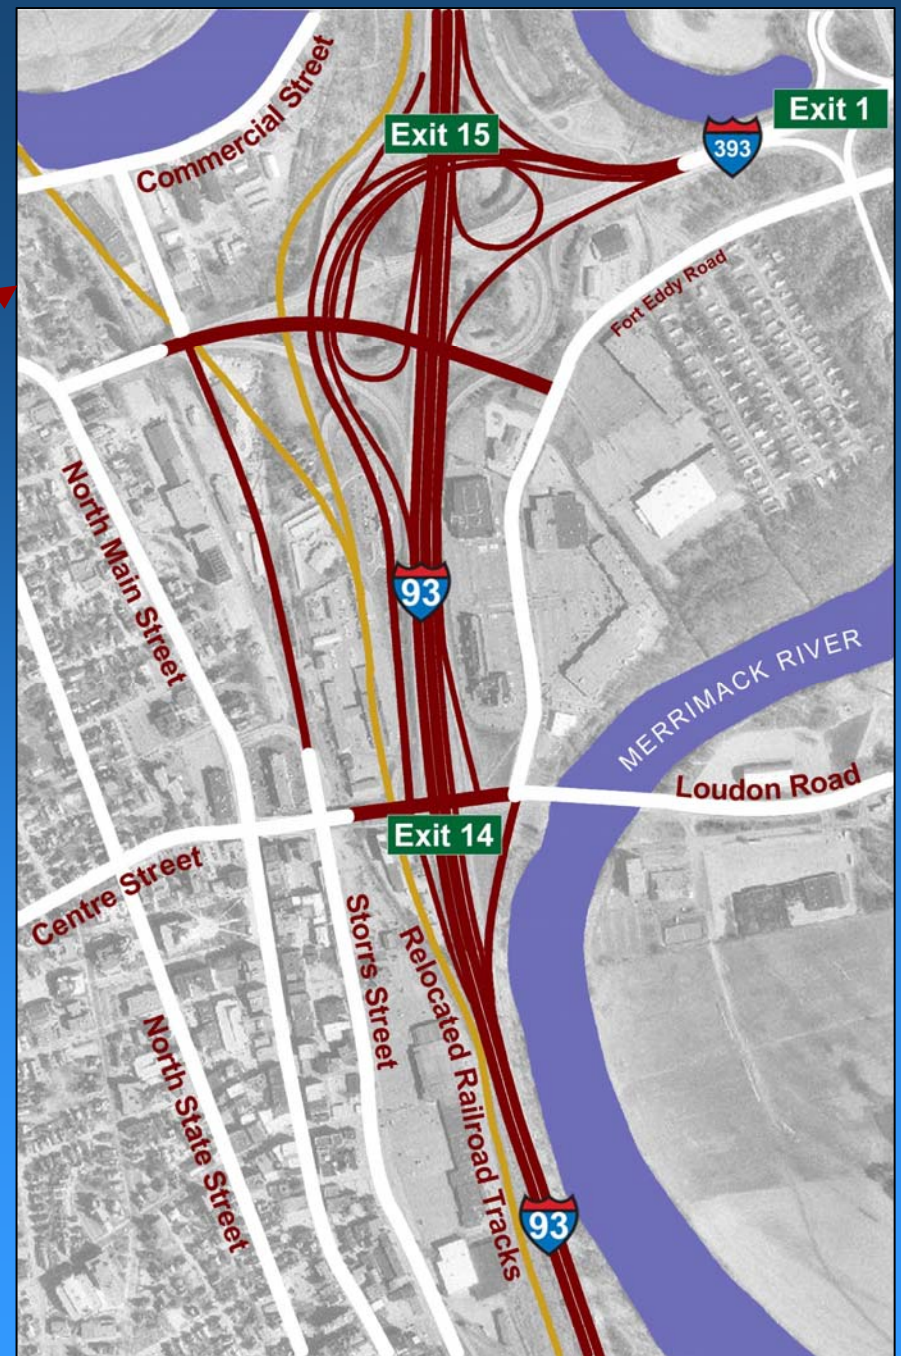 Commercial Street
Exit 15
Exit 1
393
Fort Eddy Road
North Main Street
93
MERRIMACK RIVER
Loudon Road
Exit 14
Centre Street
Storrs Street
Relocated Railroad Tracks
North State Street
93